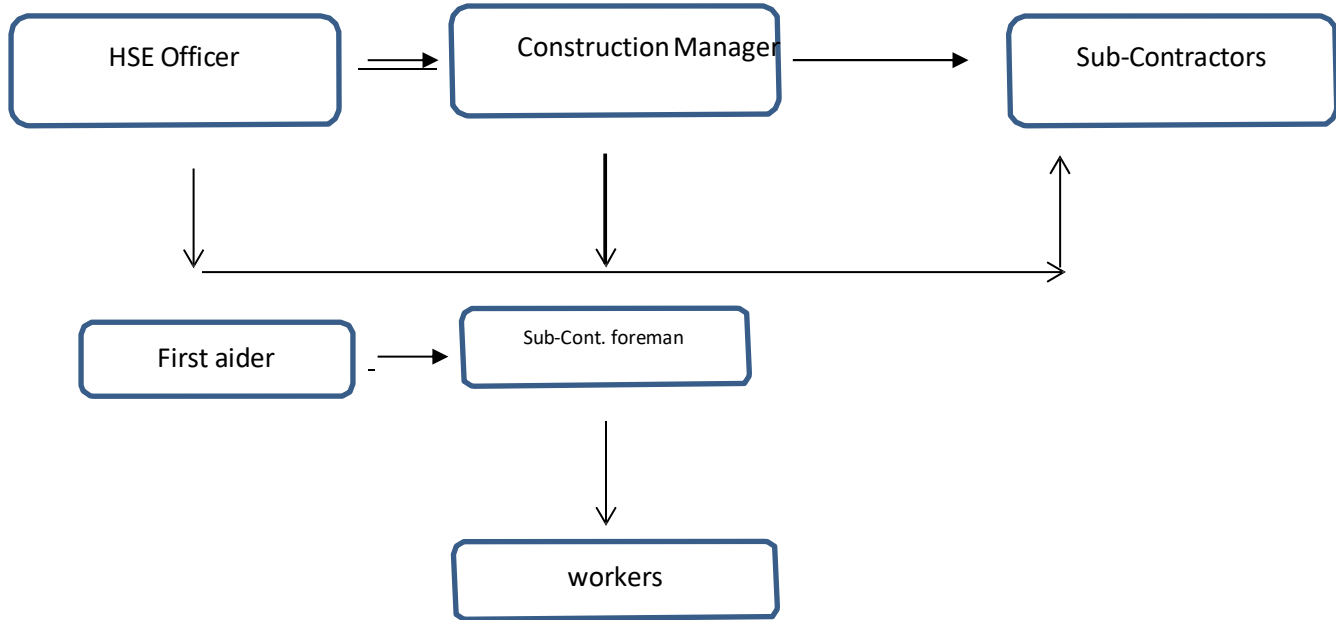 HSE Officer
Construction Manager
Sub-Contractors
First aider
Sub-Cont. foreman
workers